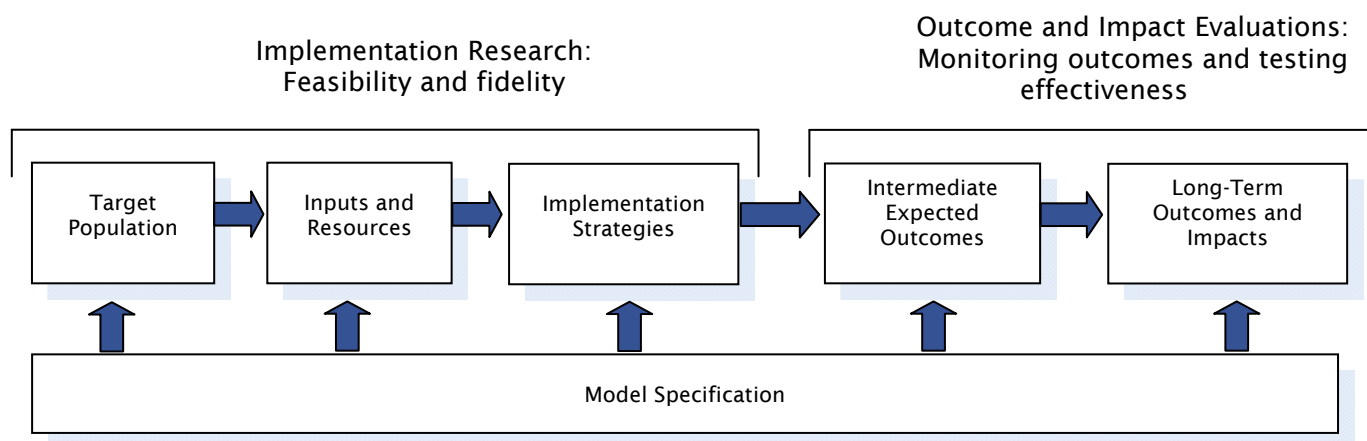 Implementation Research:
Feasibility and fidelity
Outcome and Impact Evaluations:
Monitoring outcomes and testing
effectiveness
Target
Population
Inputs and
Resources
Implementation
Strategies
Intermediate
Expected
Outcomes
Long-Term
Outcomes and
Impacts
Model Specification